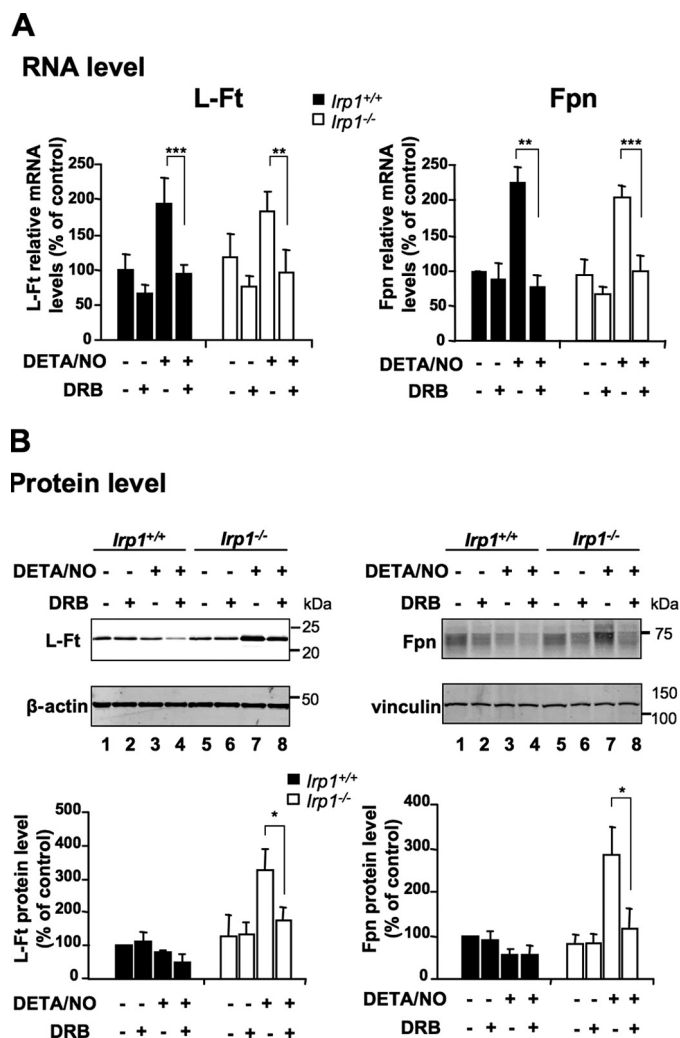 A
RNA level
L-Ft
Irp1+/+
Irp1-/-
Fpn
L-Ft relative mRNA
levels (% of control)
250
200
150
100
50
0
***
**
DETA/NO - - + + - - + +
DRB - + - + - + - +
Fpn relative mRNA
levels (% of control)
250
200
150
100
50
0
**
***
- - + + - - + +
- + - + - + - +
B
Protein level
Irp1+/+ Irp1-/-
DETA/NO - - + + - - + +
DRB - + - + - + - + kDa
L-Ft
25
20
β-actin
50
1 2 3 4 5 6 7 8
Irp1+/+ Irp1-/-
DETA/NO - - + + - - + +
DRB - + - + - + - + kDa
Fpn
75
vinculin
150
100
1 2 3 4 5 6 7 8
Irp1+/+
Irp1-/-
L-Ft protein level
(% of control)
500
400
300
200
100
0
*
DETA/NO - - + + - - + +
DRB - + - + - + - +
Fpn protein level
(% of control)
400
300
200
100
0
*
DETA/NO - - + + - - + +
DRB - + - + - + - +